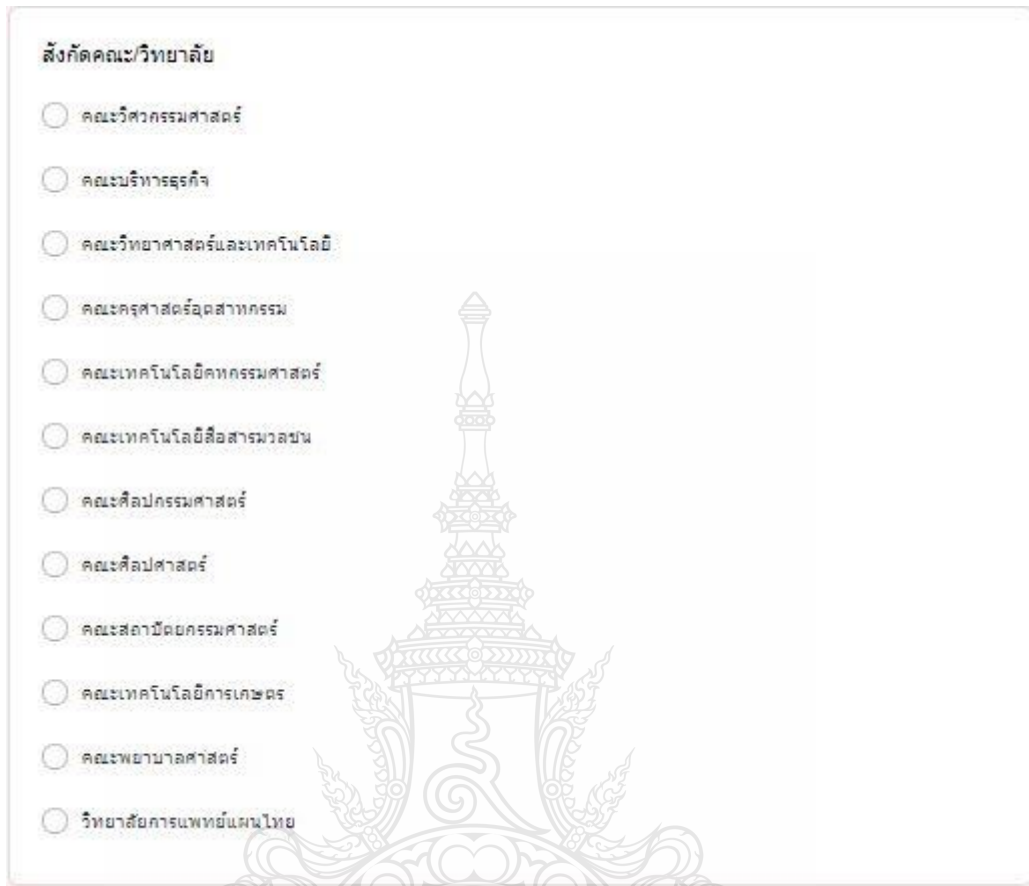 สังกัดคณะ/วิทยาลัย
คณะวิศวกรรมศาสตร์
คณะบริหารธุรกิจ
คณะวิทยาศาสตร์และเทคโนโลยี
คณะครุศาสตร์อุตสาหกรรม
คณะเทคโนโลยีคหกรรมศาสตร์
คณะเทคโนโลยีสื่อสารมวลชน
คณะศิลปกรรมศาสตร์
คณะศิลปศาสตร์
คณะสถาปัตยกรรมศาสตร์
คณะเทคโนโลยีการเกษตร
คณะพยาบาลศาสตร์
วิทยาลัยการแพทย์แผนไทย